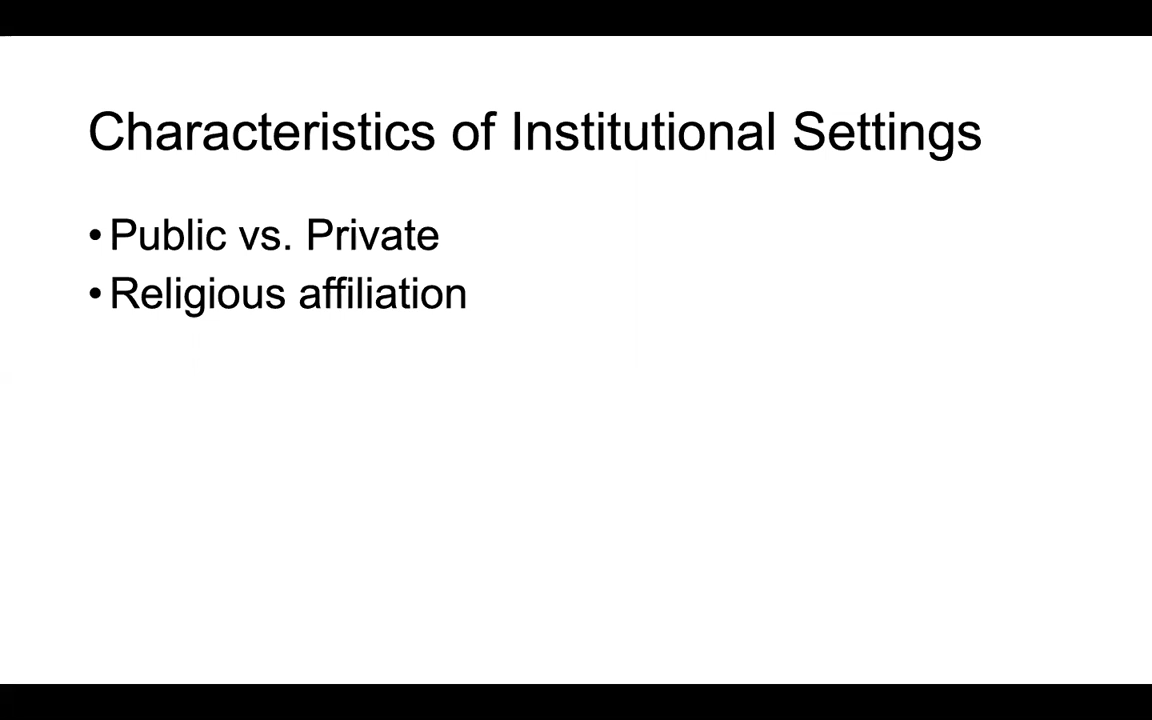 Characteristics of Institutional Settings
• Public vs. Private
• Religious affiliation